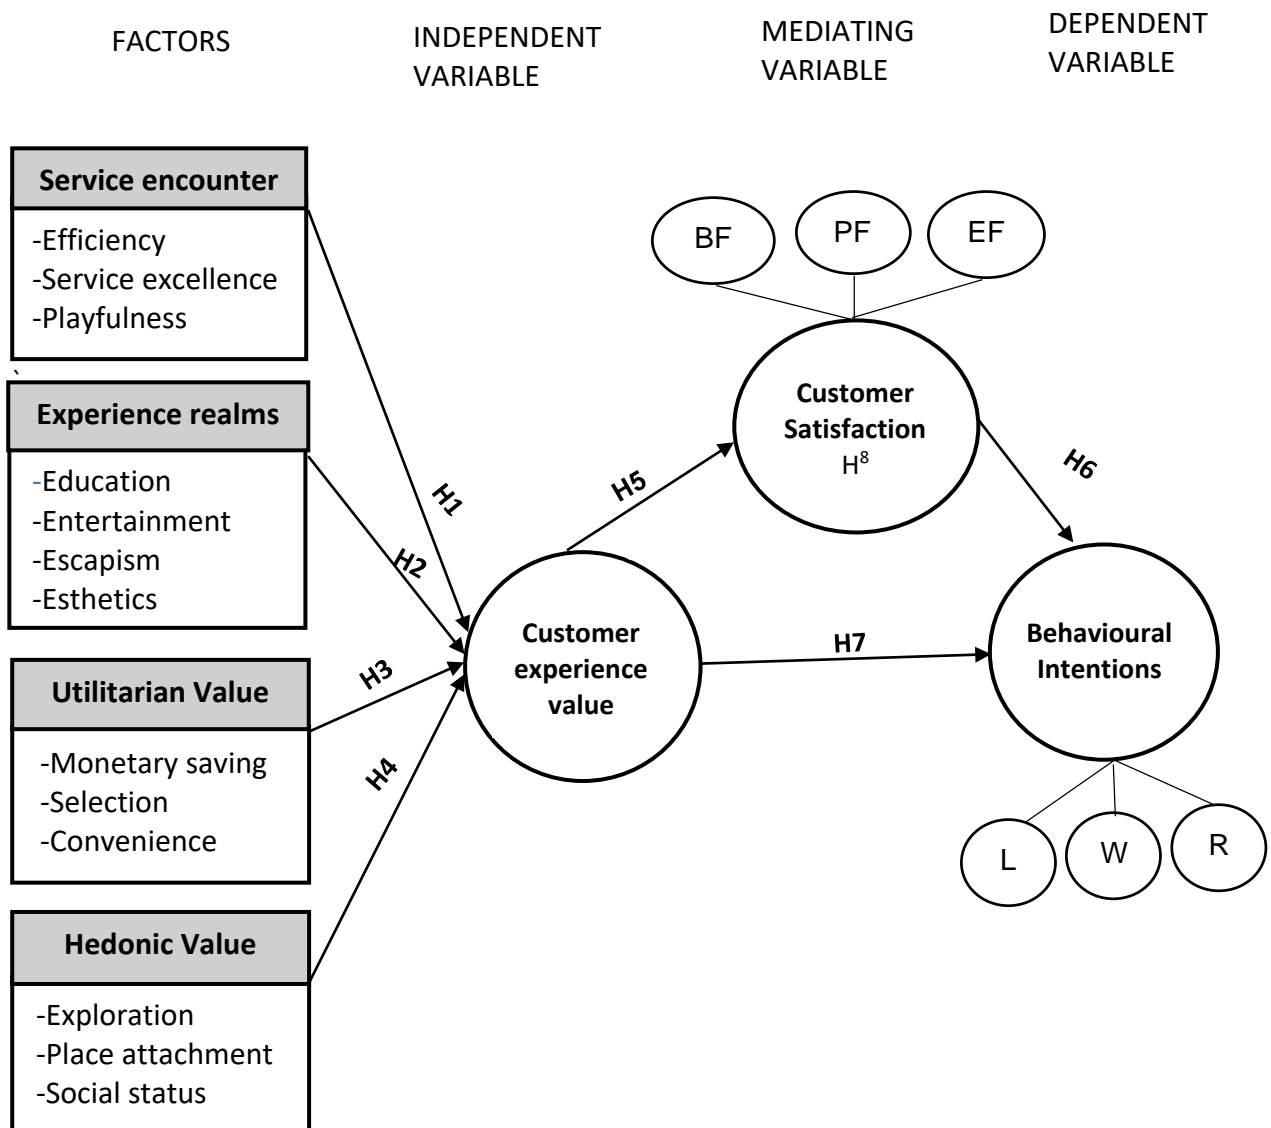 FACTORS
INDEPENDENT
VARIABLE
MEDIATING
VARIABLE
DEPENDENT
VARIABLE
Service encounter
-Efficiency
-Service excellence
-Playfulness
`
Experience realms
-Education
-Entertainment
-Escapism
-Esthetics
Utilitarian Value
-Monetary saving
-Selection
-Convenience
Hedonic Value
-Exploration
-Place attachment
-Social status
H1
H2
H3
H4
Customer
experience
value
H5
BF
PF
EF
Customer
Satisfaction
H⁸
H6
H7
Behavioural
Intentions
L
W
R